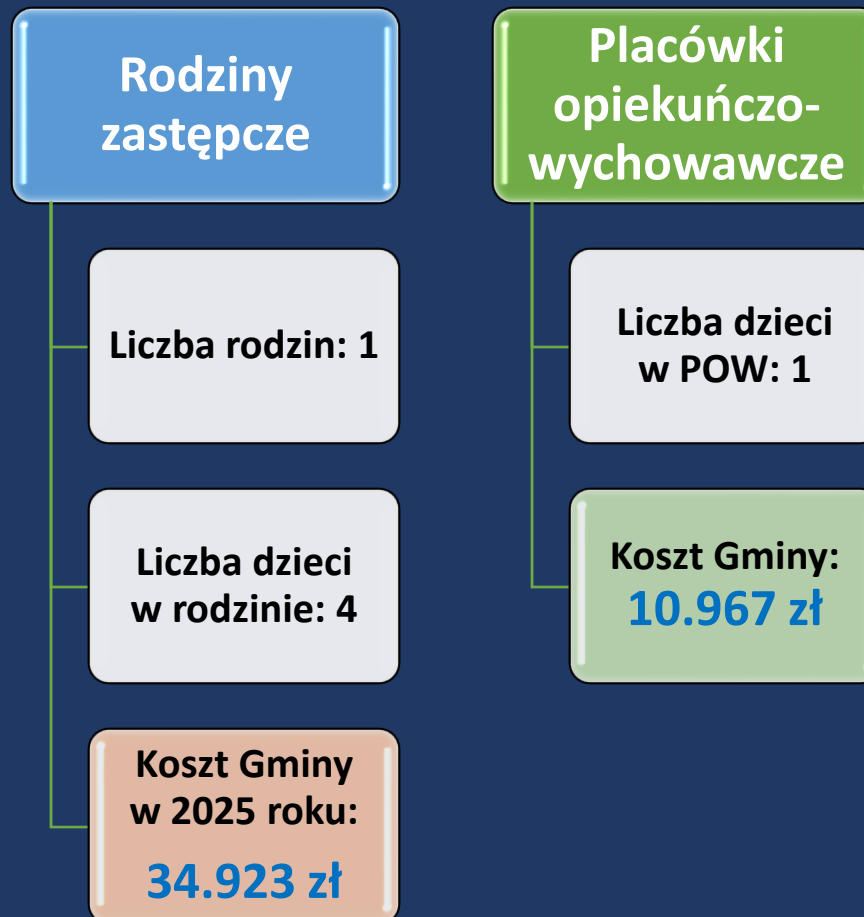 Rodziny
zastępcze
Liczba rodzin: 1
Liczba dzieci
w rodzinie: 4
Koszt Gminy
w 2025 roku:
34.923 zł
Placówki
opiekuńczo-
wychowawcze
Liczba dzieci
w POW: 1
Koszt Gminy:
10.967 zł